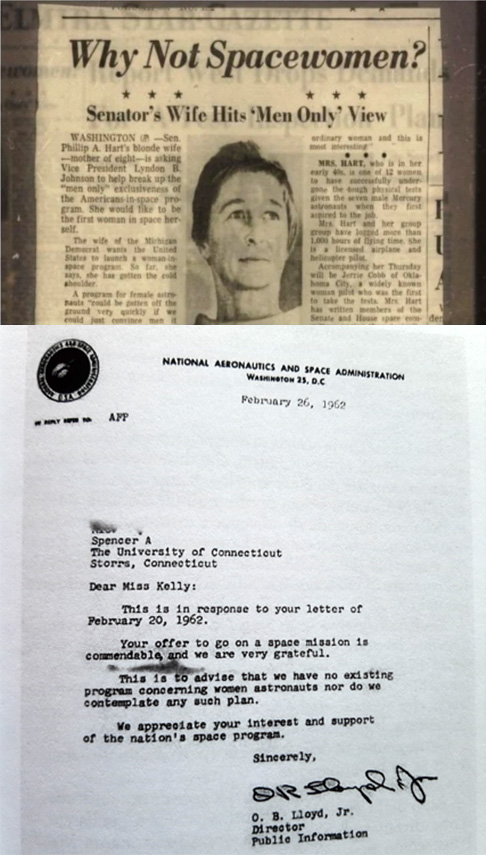 ELMIRA STAR-GAZETTE
Why Not Spacewomen?
★ ★ ★ ★ ★ ★
Senator's Wife Hits 'Men Only' View
WASHINGTON (AP) —Sen.
Phillip A. Hart's blonde wife
—mother of eight—is asking
Vice President Lyndon B.
Johnson to help break up the
"men only" exclusiveness of
the Americans-in-space pro-
gram. She would like to be
the first woman in space her-
self.
The wife of the Michigan
Democrat wants the United
States to launch a woman-in-
space program. So far, she
says, she has gotten the cold
shoulder.
A program for female astro-
nauts "could be gotten off the
ground very quickly if we
could just convince men it
ordinary woman and this is
most interesting"
● ● ●
MRS. HART, who is in her
early 40s, is one of 12 women
to have successfully under-
gone the tough physical tests
given the seven male Mercury
astronauts when they first
aspired to the job.
Mrs. Hart and her group
group have logged more than
1,000 hours of flying time. She
is a licensed airplane and
helicopter pilot.
Accompanying her Thursday
will be Jerrie Cobb of Okla-
homa City, a widely known
woman pilot who was the first
to take the tests. Mrs. Hart
has written members of the
Senate and House space com-
NATIONAL AERONAUTICS AND SPACE ADMINISTRATION
WASHINGTON 25, D.C.
February 26, 1962
IN REPLY REFER TO: AFP
Spencer A
The University of Connecticut
Storrs, Connecticut
Dear Miss Kelly:
This is in response to your letter of
February 20, 1962.
Your offer to go on a space mission is
commendable, and we are very grateful.
This is to advise that we have no existing
program concerning women astronauts nor do we
contemplate any such plan.
We appreciate your interest and support
of the nation's space program.
Sincerely,
O. B. Lloyd, Jr.
Director
Public Information